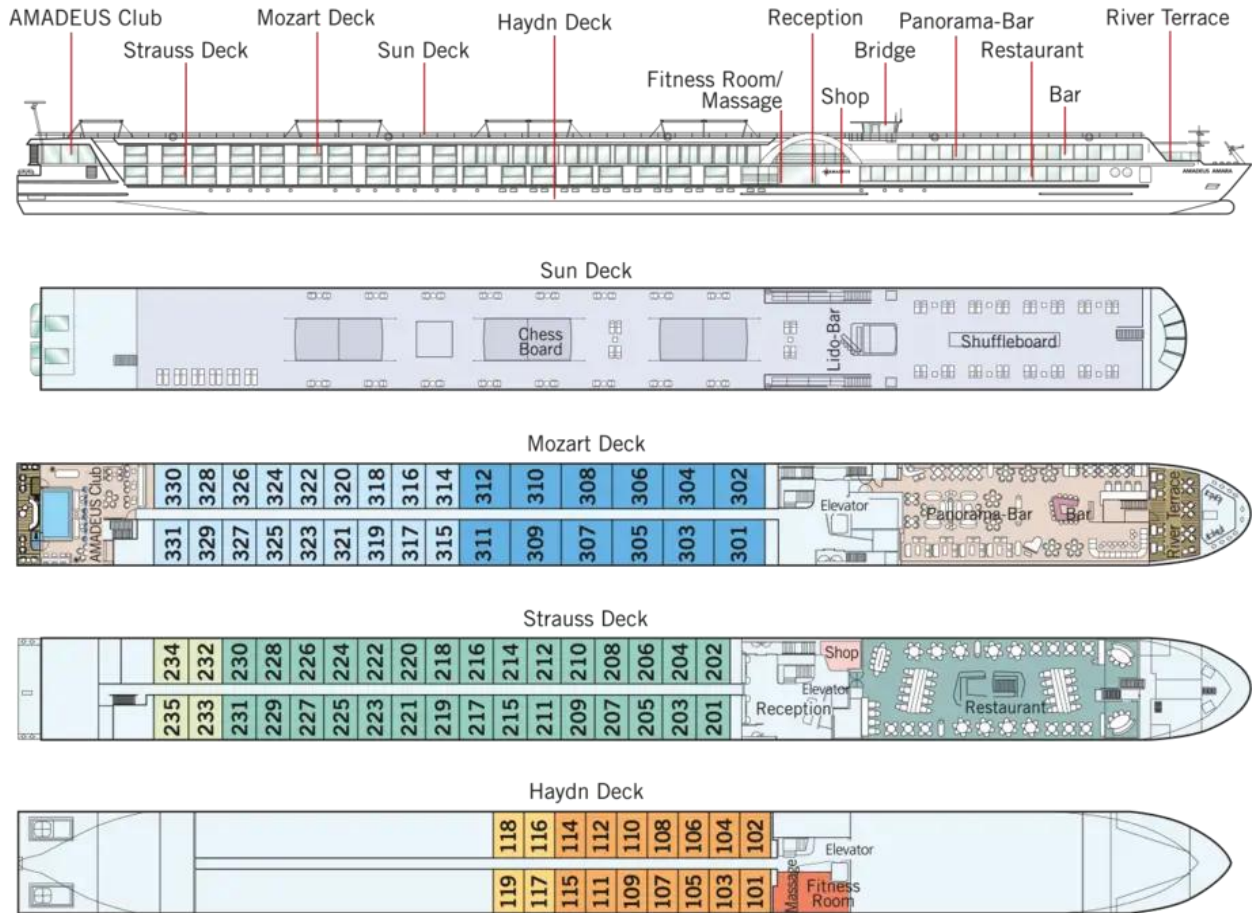 AMADEUS Club
Mozart Deck
Haydn Deck
Reception
Panorama-Bar
River Terrace
Strauss Deck
Sun Deck
Bridge
Restaurant
Fitness Room/
Massage
Shop
Bar
AMADEUS AMARA
Sun Deck
Chess
Board
Lido-Bar
Shuffleboard
Mozart Deck
AMADEUS Club
330 328 326 324 322 320 318 316 314 312 310 308 306 304 302
Elevator
Panorama-Bar
Bar
River Terrace
331 329 327 325 323 321 319 317 315 311 309 307 305 303 301
Strauss Deck
234 232 230 228 226 224 222 220 218 216 214 212 210 208 206 204 202
Shop
Elevator
Reception
Restaurant
235 233 231 229 227 225 223 221 219 217 215 211 209 207 205 203 201
Haydn Deck
118 116 114 112 110 108 106 104 102
Elevator
Massage
Fitness
Room
119 117 115 111 109 107 105 103 101